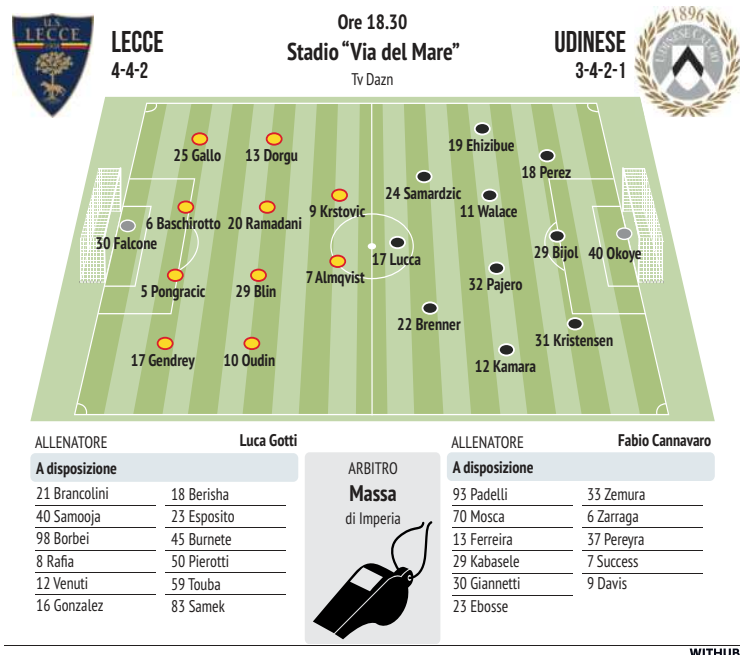 U.S.
LECCE
1908
LECCE
4-4-2
Ore 18.30
Stadio “Via del Mare”
Tv Dazn
UDINESE
3-4-2-1
1896
UDINESE CALCIO
25 Gallo
13 Dorgu
6 Baschirotto
20 Ramadani
9 Krstovic
30 Falcone
5 Pongracic
29 Blin
7 Almqvist
17 Gendrey
10 Oudin
19 Ehizibue
18 Perez
24 Samardzic
11 Walace
17 Lucca
29 Bijol
40 Okoye
32 Pajero
22 Brenner
31 Kristensen
12 Kamara
ALLENATORE
Luca Gotti
A disposizione
21 Brancolini
40 Samooja
98 Borbei
8 Rafia
12 Venuti
16 Gonzalez
18 Berisha
23 Esposito
45 Burnete
50 Pierotti
59 Touba
83 Samek
ARBITRO
Massa
di Imperia
ALLENATORE
Fabio Cannavaro
A disposizione
93 Padelli
70 Mosca
13 Ferreira
29 Kabasele
30 Giannetti
23 Ebosse
33 Zemura
6 Zarraga
37 Pereyra
7 Success
9 Davis
WITHUB